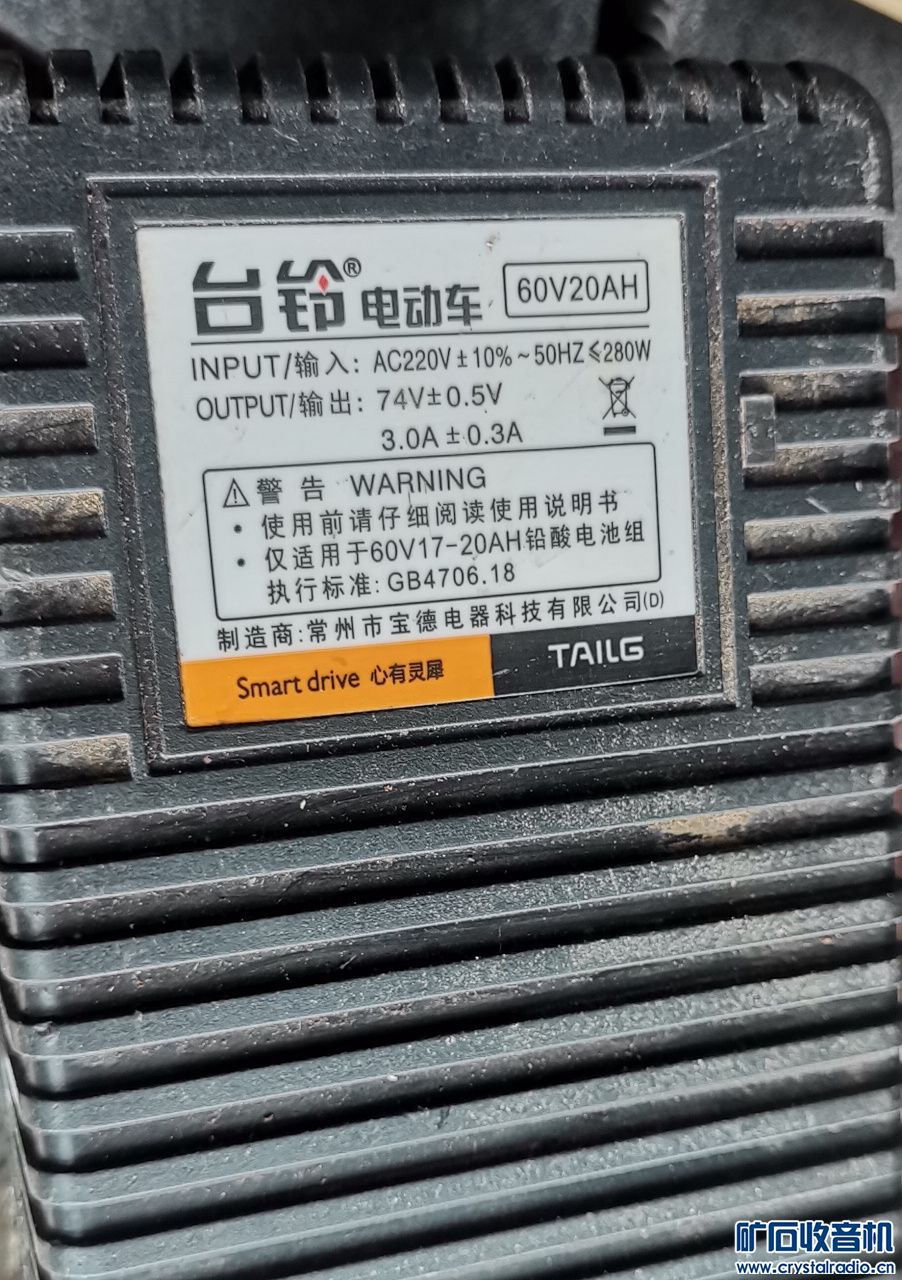 台铃® 电动车 60V20AH
INPUT/输入: AC220V±10%~50HZ≤280W
OUTPUT/输出: 74V±0.5V
3.0A±0.3A
⚠警告 WARNING
• 使用前请仔细阅读使用说明书
• 仅适用于60V17-20AH铅酸电池组
执行标准: GB4706.18
制造商:常州市宝德电器科技有限公司(D)
Smart drive 心有灵犀 TAILG
矿石收音机
www.crystalradio.cn